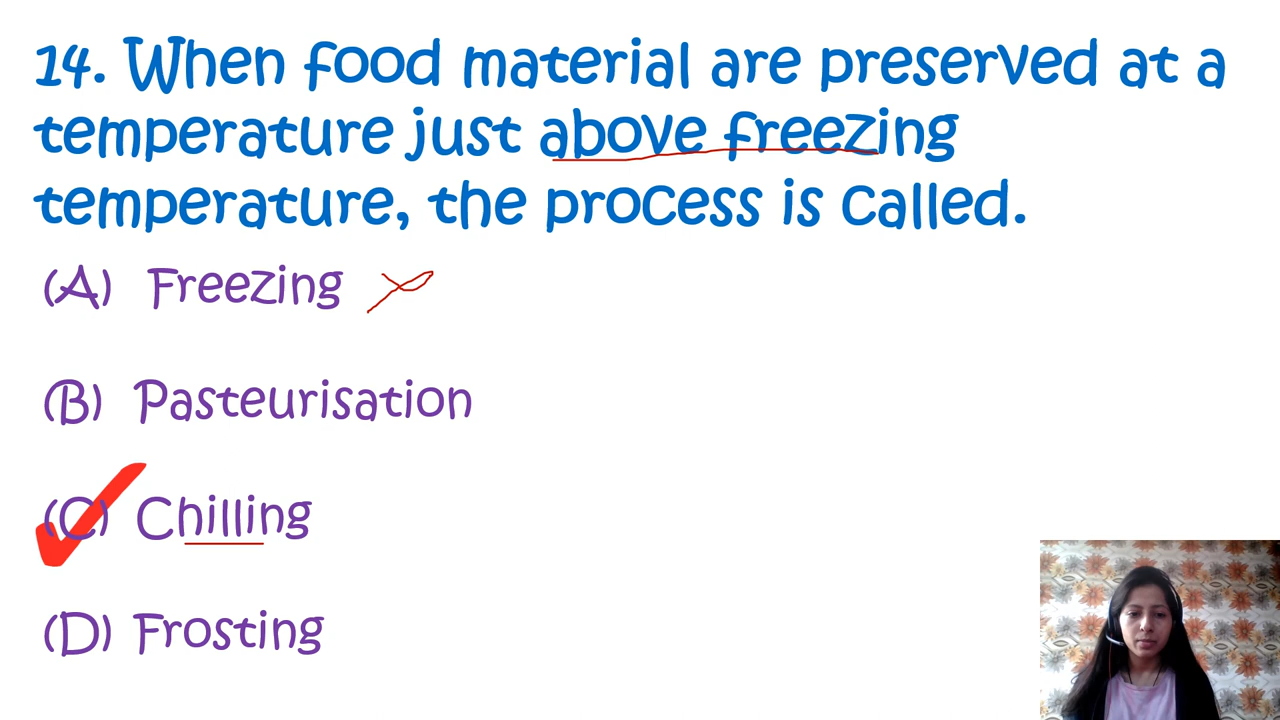 14. When food material are preserved at a
temperature just above freezing
temperature, the process is called.
(A) Freezing
(B) Pasteurisation
(C) Chilling
(D) Frosting